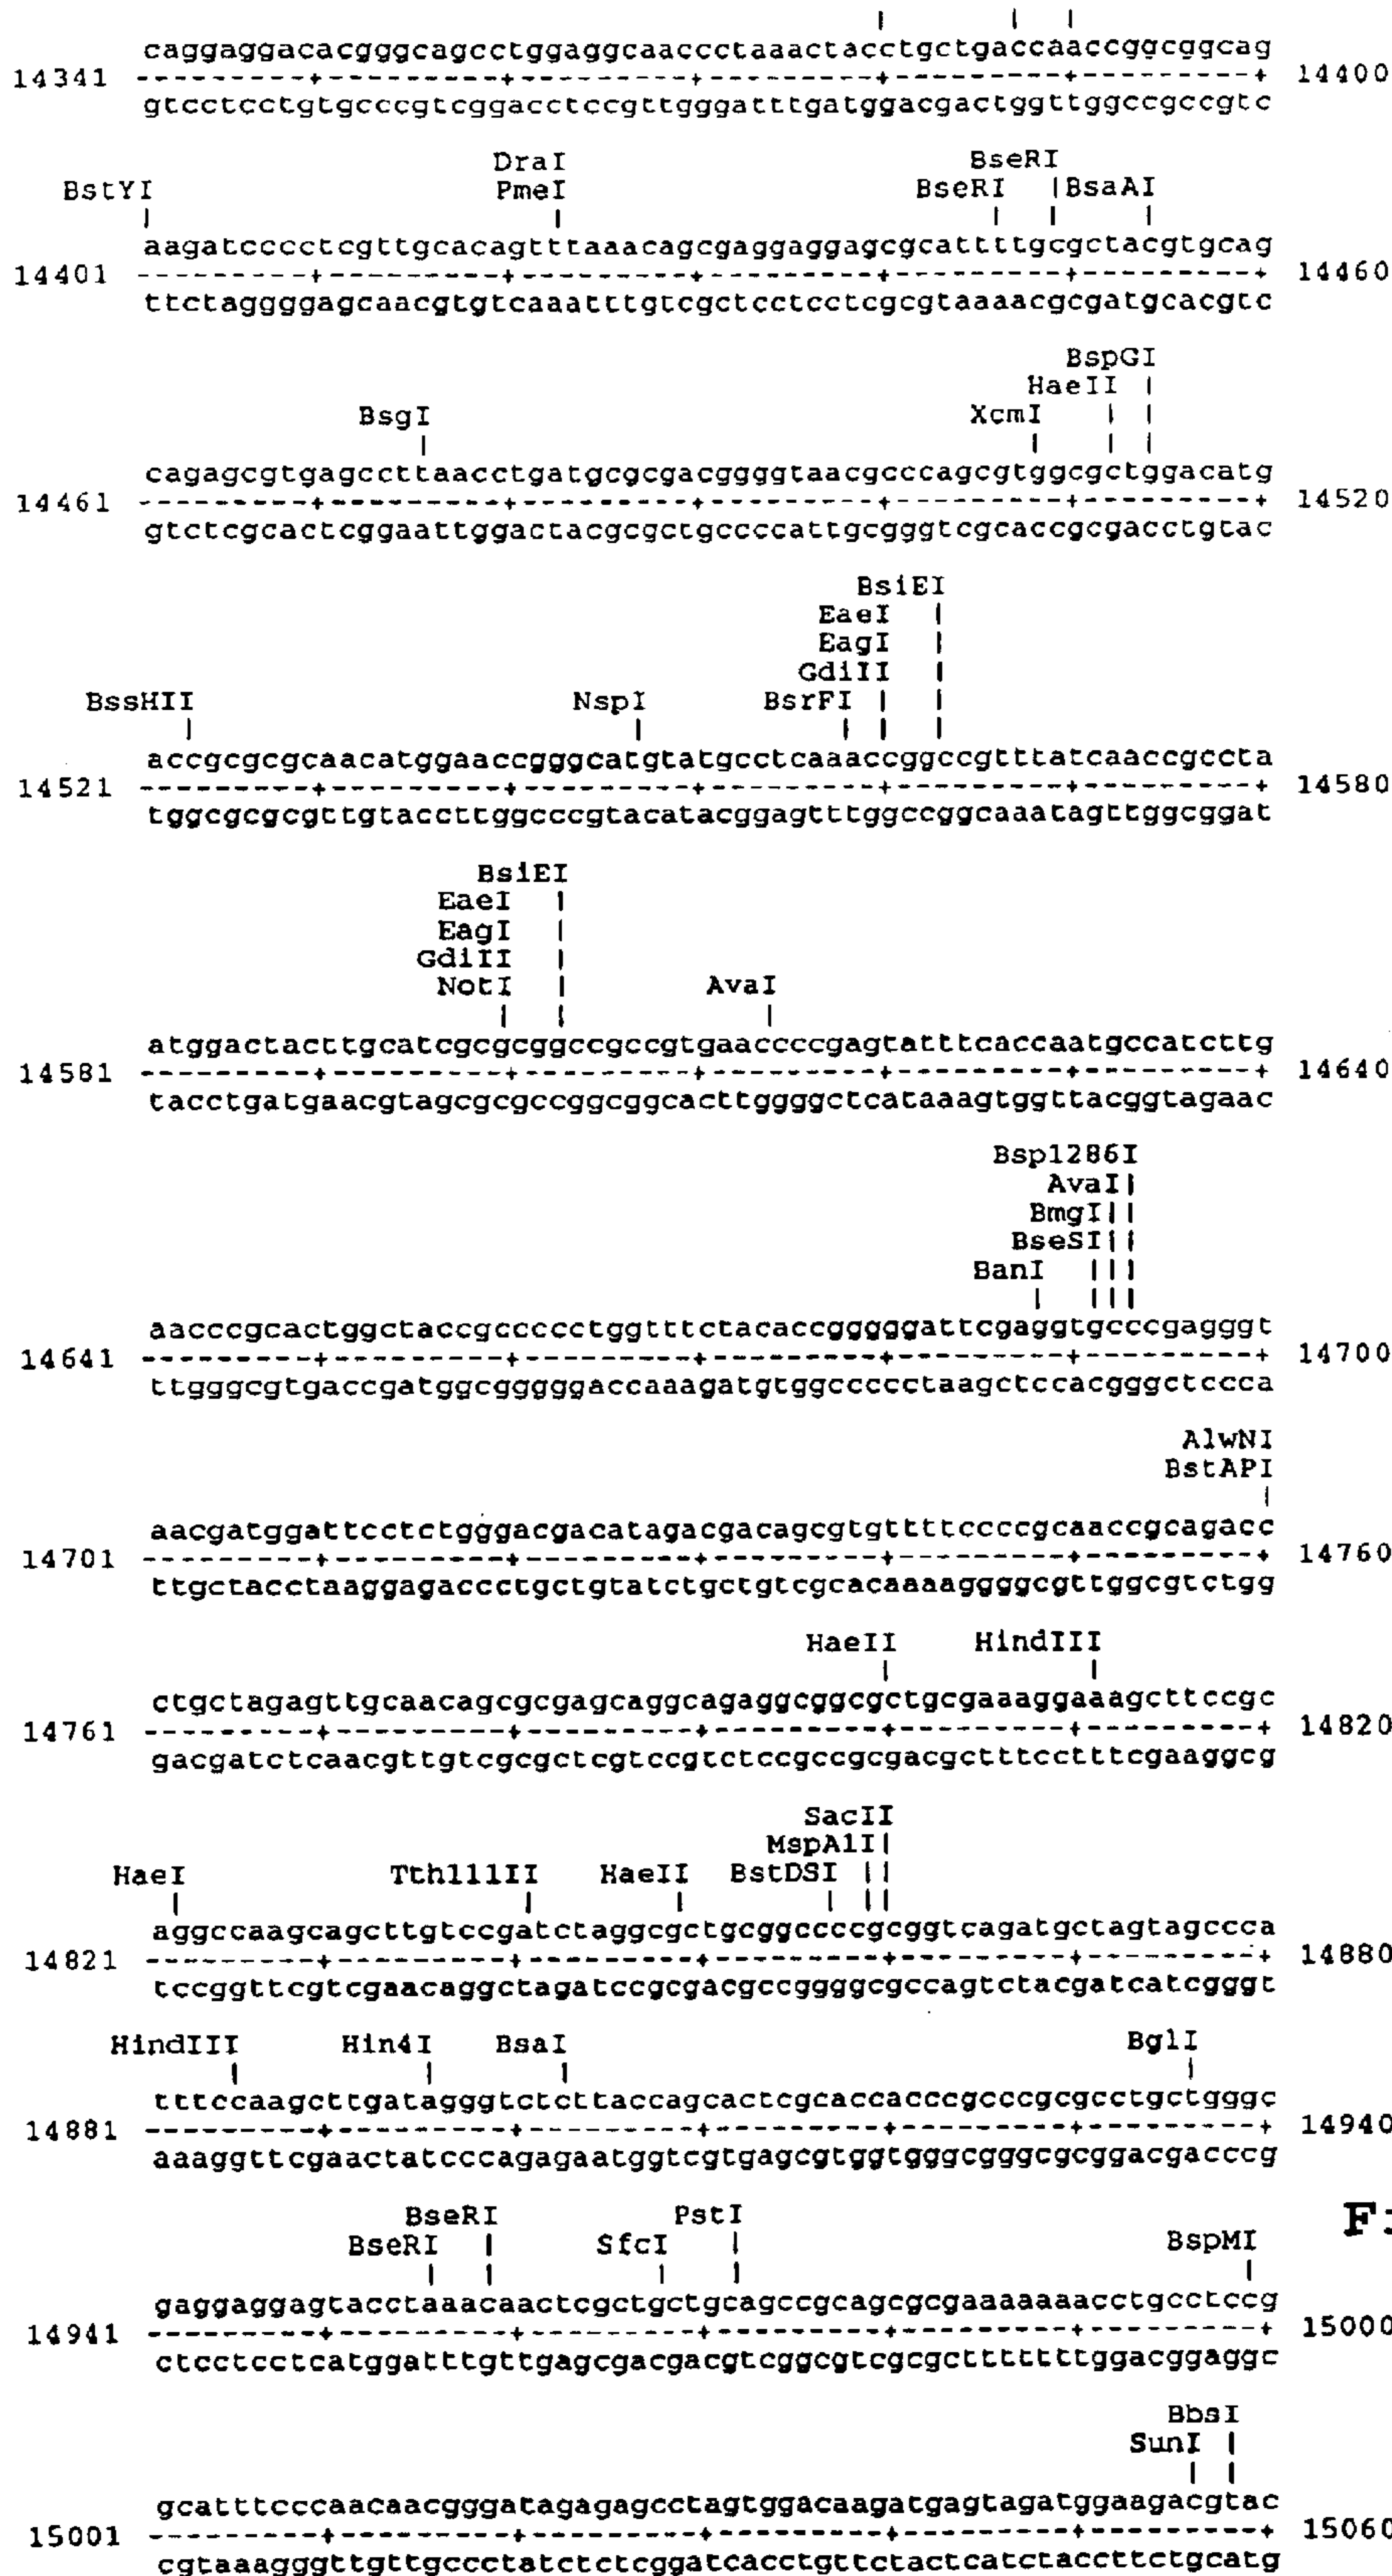 caggaggacacgggcagcctggaggcaaccctaaactacctgctgaccaaccggcggcag
14341 ---------+---------+---------+---------+---------+---------+ 14400
gtcctcctgtgcccgtcggacctccgttgggatttgatggacgactggttggccgccgtc
DraI BseRI
BstYI PmeI BseRI BsaAI
aagatccccctcgttgcacagtttaaacagcgaggaggagcgcattttgcgctacgtgcag
14401 ---------+---------+---------+---------+---------+---------+ 14460
ttctaggggagcaacgtgtcaaatttgtcgctcctcctcgcgtaaaacgcgatgcacgtc
BspGI
HaeII
BsgI XcmI
cagagcgtgagccttaacctgatgcgcgacggggtaacgcccagcgtggcgctggacatg
14461 ---------+---------+---------+---------+---------+---------+ 14520
gtctcgcactcggaattggactacgcgctgccccattgcgggtcgcaccgcgacctgtac
BsiEI
EaeI
EagI
GdiII
BssHII NspI BsrFI
accgcgcgcaacatggaaccgggcatgtatgcctcaaaccggccgtttatcaaccgccta
14521 ---------+---------+---------+---------+---------+---------+ 14580
tggcgcgcgttgtaccttggcccgtacatacggagtttggccggcaaatagttggcggat
BsiEI
EaeI
EagI
GdiII
NotI AvaI
atggactacttgcatcgcgcggccgccgtgaaccccgagtatttcaccaatgccatcttg
14581 ---------+---------+---------+---------+---------+---------+ 14640
tacctgatgaacgtagcgcgccggcggcacttggggctcataaagtggttacggtagaac
Bsp1286I
AvaI
BmgI
BseSI
BanI
aacccgcactggctaccgccccctggtttctacaccgggggattcgaggtgcccgagggt
14641 ---------+---------+---------+---------+---------+---------+ 14700
ttgggcgtgaccgatggcgggggaccaaagatgtggccccctaagctccacgggctccca
AlwNI
BstAPI
aacgatggattcctctgggacgacatagacgacagcgtgttttccccgcaaccgcagacc
14701 ---------+---------+---------+---------+---------+---------+ 14760
ttgctacctaaggagaccctgctgtatctgctgtcgcacaaaaggggcgttggcgtctgg
HaeII HindIII
ctgctagagttgcaacagcgcgagcaggcagaggcggcgctgcgaaaggaaagcttccgc
14761 ---------+---------+---------+---------+---------+---------+ 14820
gacgatctcaacgttgtcgcgctcgtccgtctccgccgcgacgctttcctttcgaaggcg
SacII
MspA1I
HaeI Tth111II HaeII BstDSI
aggccaagcagcttgtccgatctaggcgctgcggccccgcggtcagatgctagtagccca
14821 ---------+---------+---------+---------+---------+---------+ 14880
tccggttcgtcgaacaggctagatccgcgacgccggggcgccagtctacgatcatcgggt
HindIII Hin4I BsaI BglI
tttccaagcttgatagggtctcttaccagcactcgcaccacccgcccgcgcctgctgggc
14881 ---------+---------+---------+---------+---------+---------+ 14940
aaaggttcgaactatcccagagaatggtcgtgagcgtggtgggcgggcgcggacgacccg
BseRI PstI
BseRI SfcI BspMI
gaggaggagtacctaaacaactcgctgctgcagccgcagcgcgaaaaaaacctgcctccg
14941 ---------+---------+---------+---------+---------+---------+ 15000
ctcctcctcatggatttgttgagcgacgacgtcggcgtcgcgctttttttggacggaggc
BbsI
SunI
gcatttcccaacaacgggatagagagcctagtggacaagatgagtagatggaagacgtac
15001 ---------+---------+---------+---------+---------+---------+ 15060
cgtaaagggttgttgccctatctctcggatcacctgttctactcatctaccttctgcatg